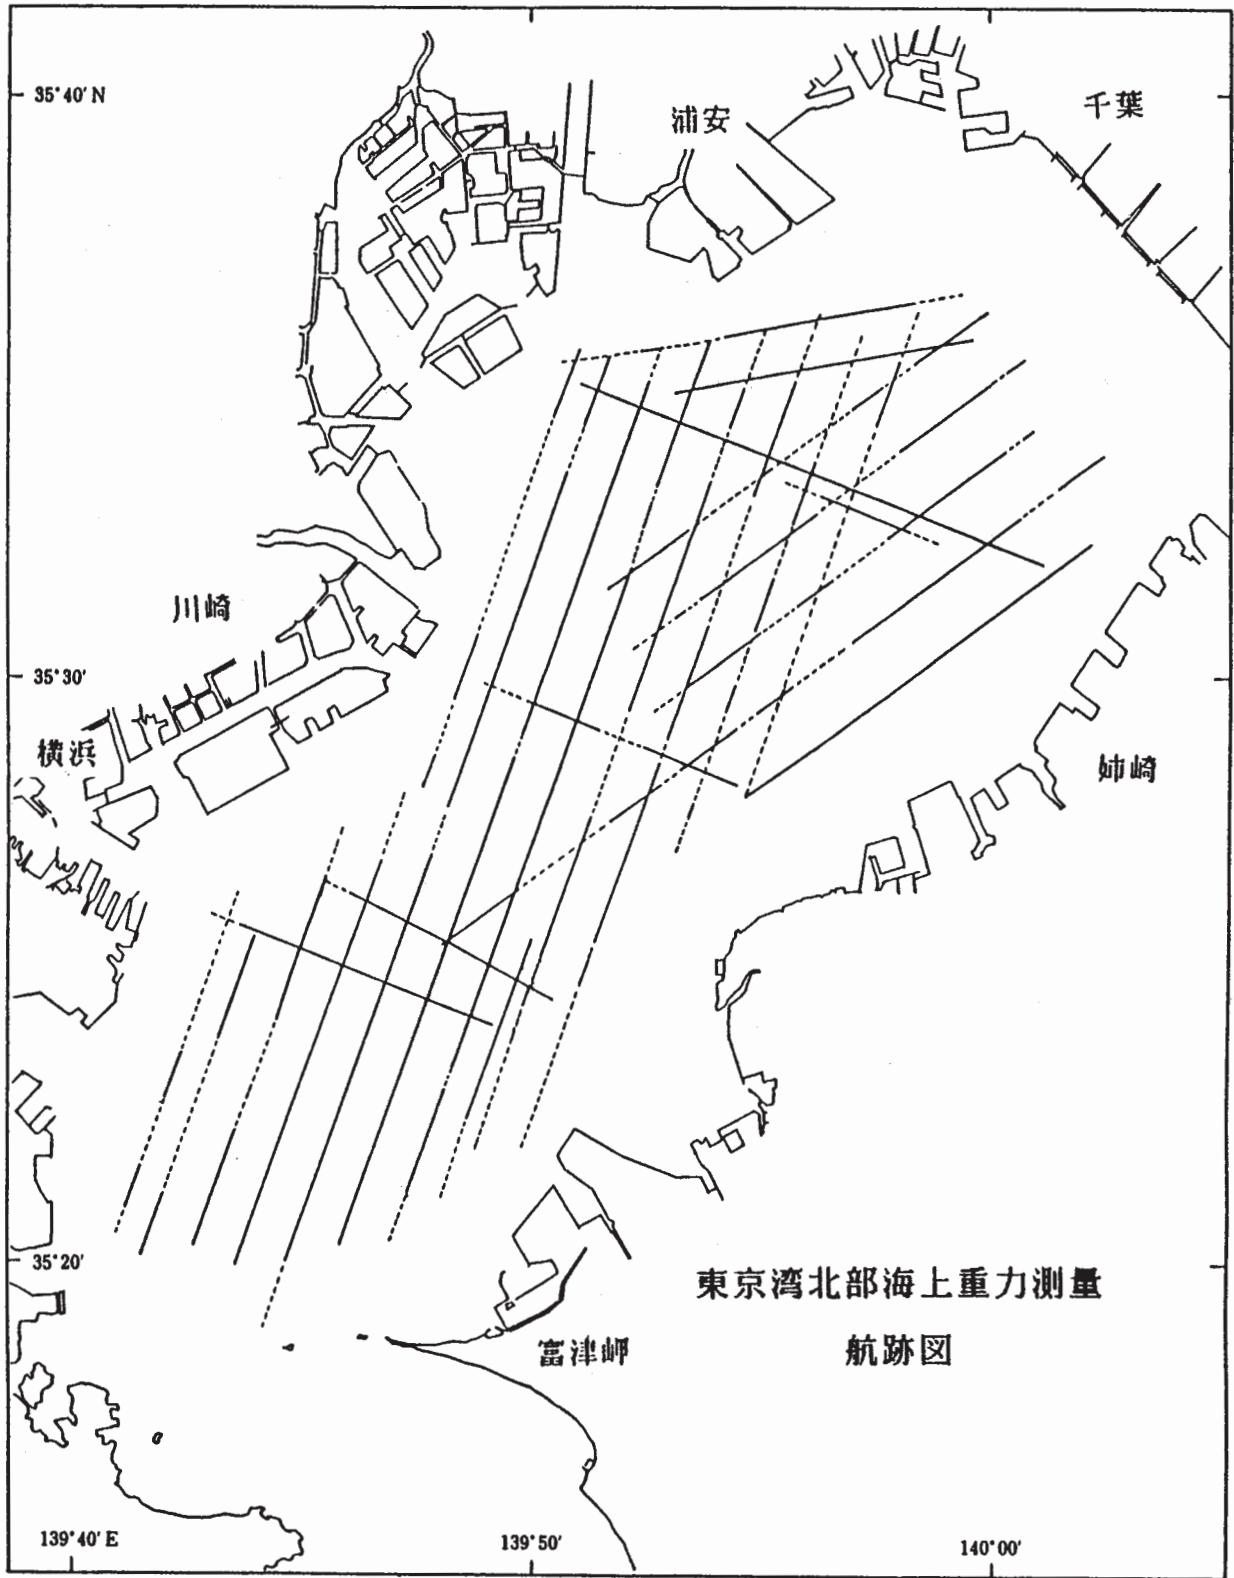 35°40′N
浦安
千葉
川崎
35°30′
横浜
姉崎
35°20′
東京湾北部海上重力測量
航跡図
富津岬
139°40′E
139°50′
140°00′